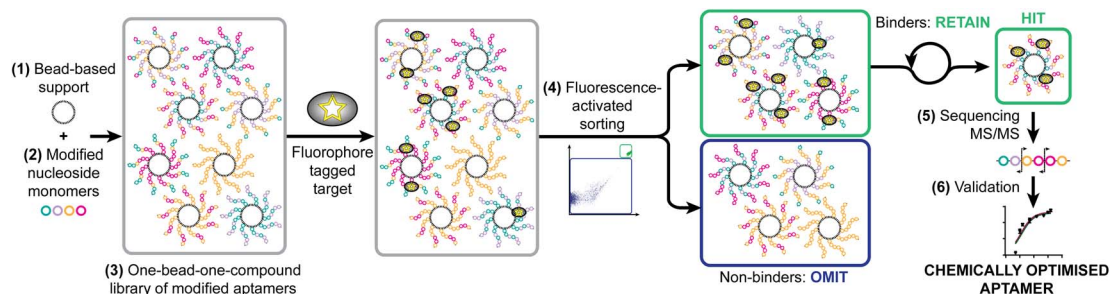 (1) Bead-based
support
+
(2) Modified
nucleoside
monomers
(3) One-bead-one-compound
library of modified aptamers
Fluorophore
tagged
target
(4) Fluorescence-
activated
sorting
Binders: RETAIN
Non-binders: OMIT
HIT
(5) Sequencing
MS/MS
(6) Validation
CHEMICALLY OPTIMISED
APTAMER